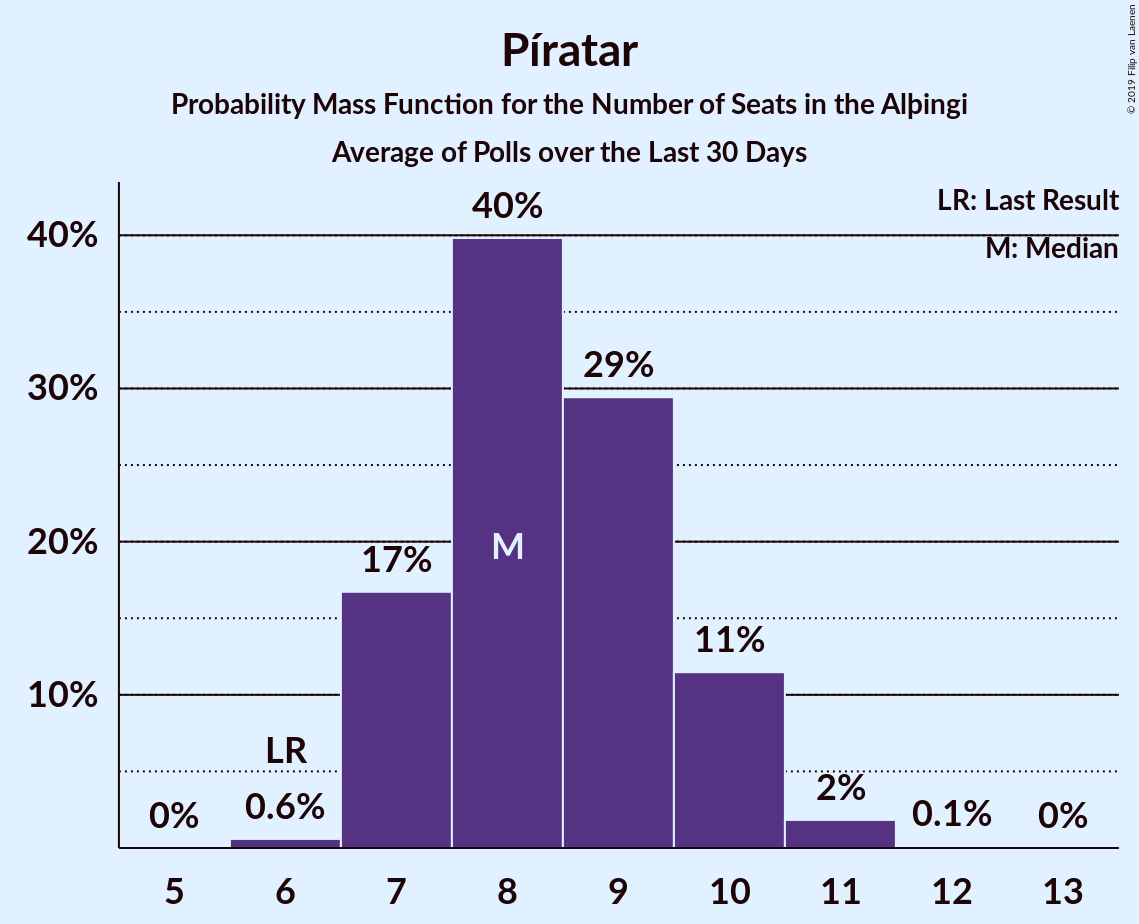 Píratar
Probability Mass Function for the Number of Seats in the Alþingi
Average of Polls over the Last 30 Days
© 2019 Filip van Laenen
LR: Last Result
M: Median
40%
30%
20%
10%
0%
LR
0.6%
17%
40%
M
29%
11%
2%
0.1%
0%
5 6 7 8 9 10 11 12 13